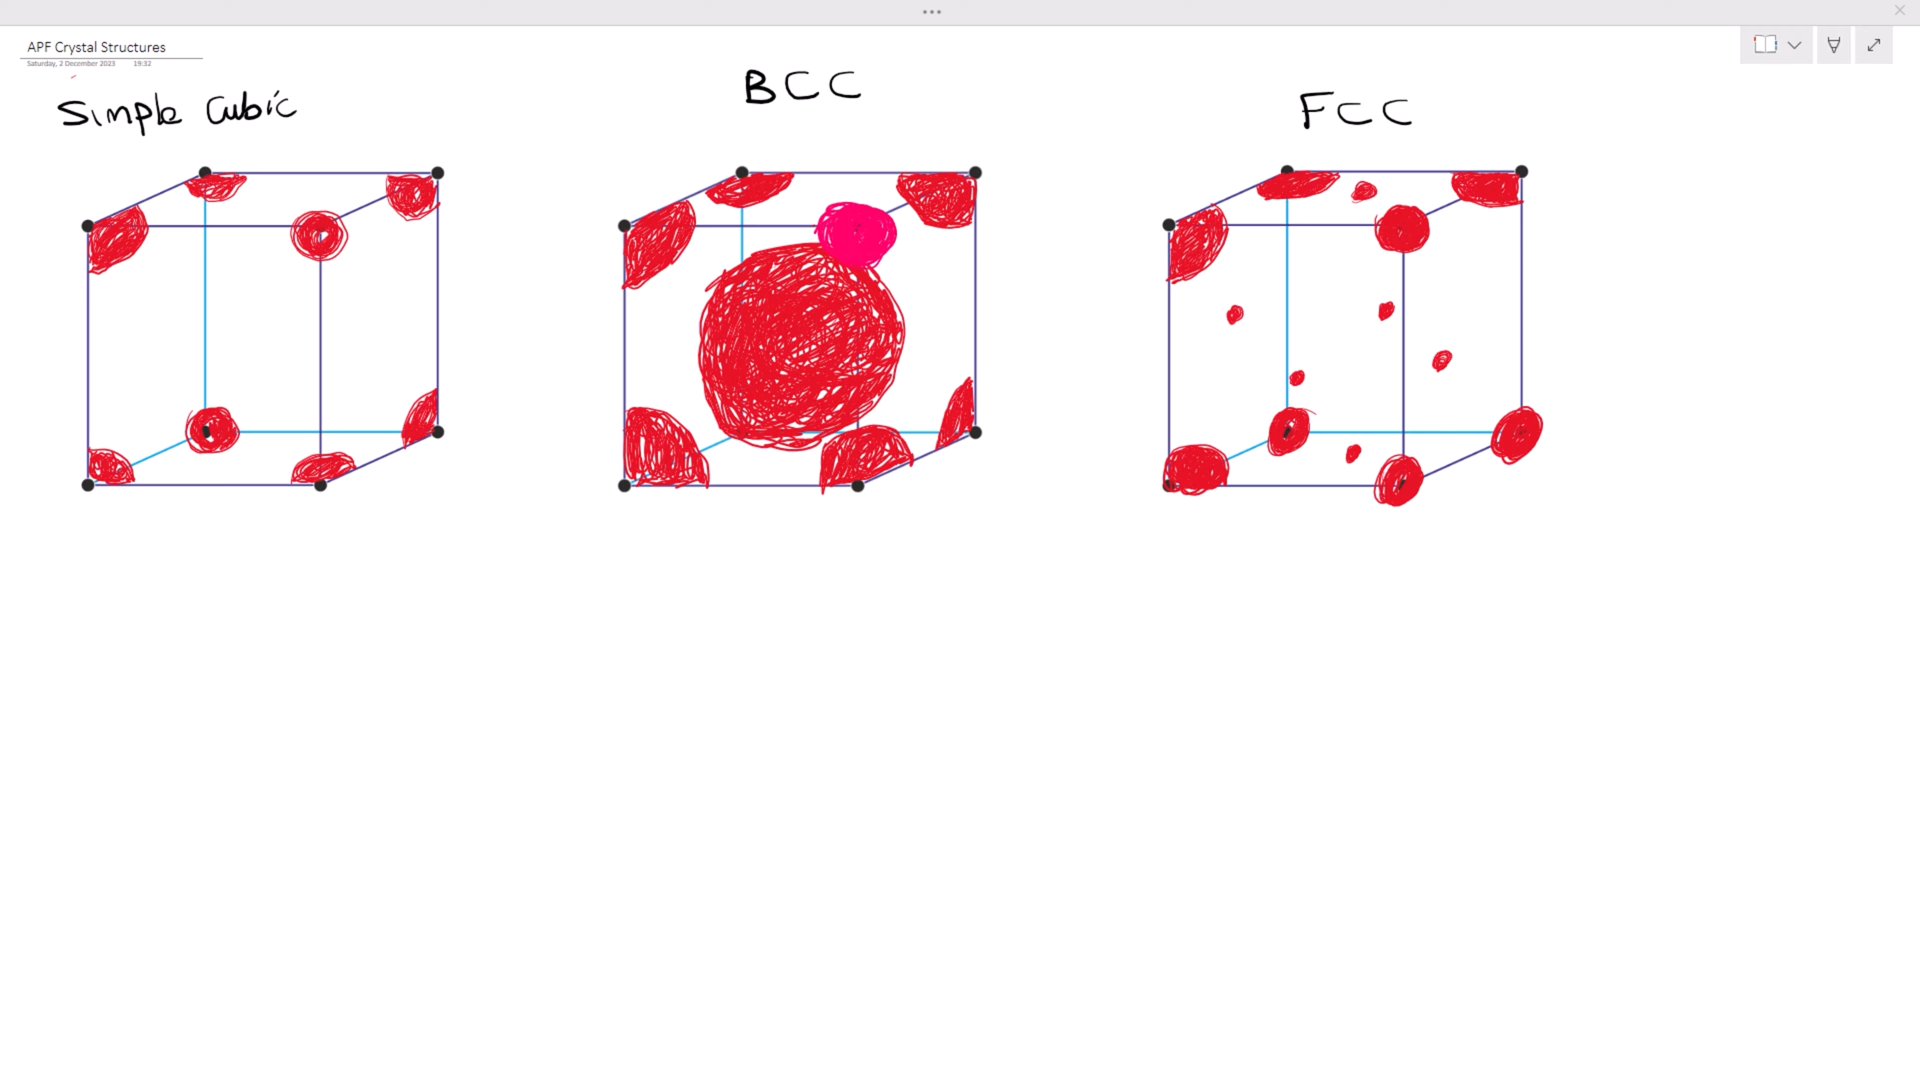 APF Crystal Structures
Saturday, 2 December 2023 19:32
Simple Cubic
BCC
FCC